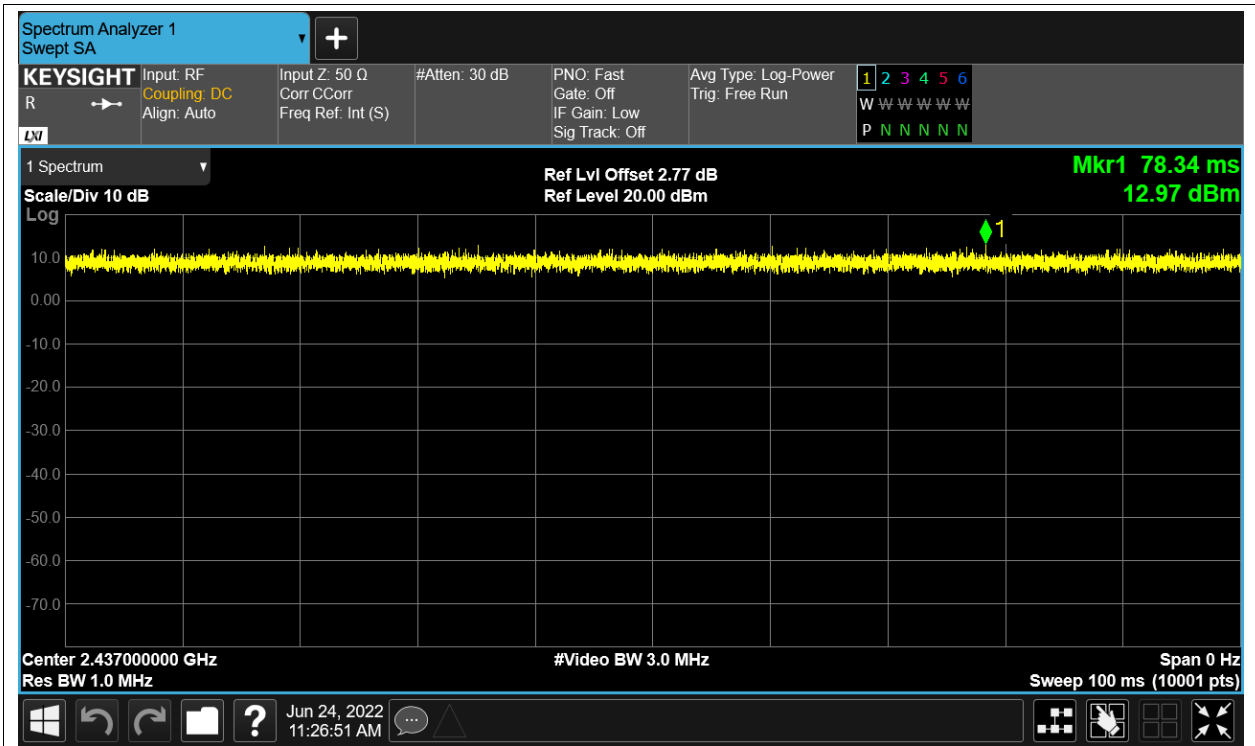 Spectrum Analyzer 1
Swept SA
KEYSIGHT Input: RF Input Z: 50 Ω #Atten: 30 dB PNO: Fast Avg Type: Log-Power 1 2 3 4 5 6
R Coupling: DC Corr CCorr Gate: Off Trig: Free Run W W W W W W
Align: Auto Freq Ref: Int (S) IF Gain: Low
LXI Sig Track: Off P N N N N N
1 Spectrum Ref Lvl Offset 2.77 dB Mkr1 78.34 ms
Scale/Div 10 dB Ref Level 20.00 dBm 12.97 dBm
Log
1
10.0
0.00
-10.0
-20.0
-30.0
-40.0
-50.0
-60.0
-70.0
Center 2.437000000 GHz #Video BW 3.0 MHz Span 0 Hz
Res BW 1.0 MHz Sweep 100 ms (10001 pts)
? Jun 24, 2022
11:26:51 AM